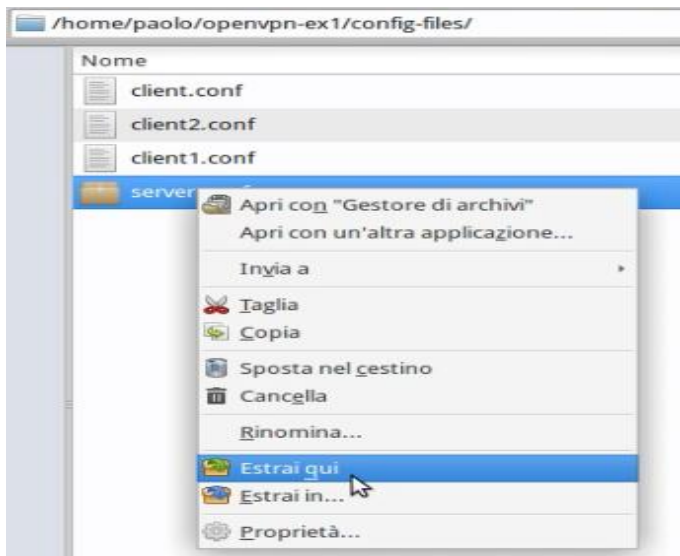 /home/paolo/openvpn-ex1/config-files/
Nome
client.conf
client2.conf
client1.conf
server
Apri con "Gestore di archivi"
Apri con un'altra applicazione...
Invia a
Taglia
Copia
Sposta nel cestino
Cancella
Rinomina...
Estrai qui
Estrai in...
Proprietà...